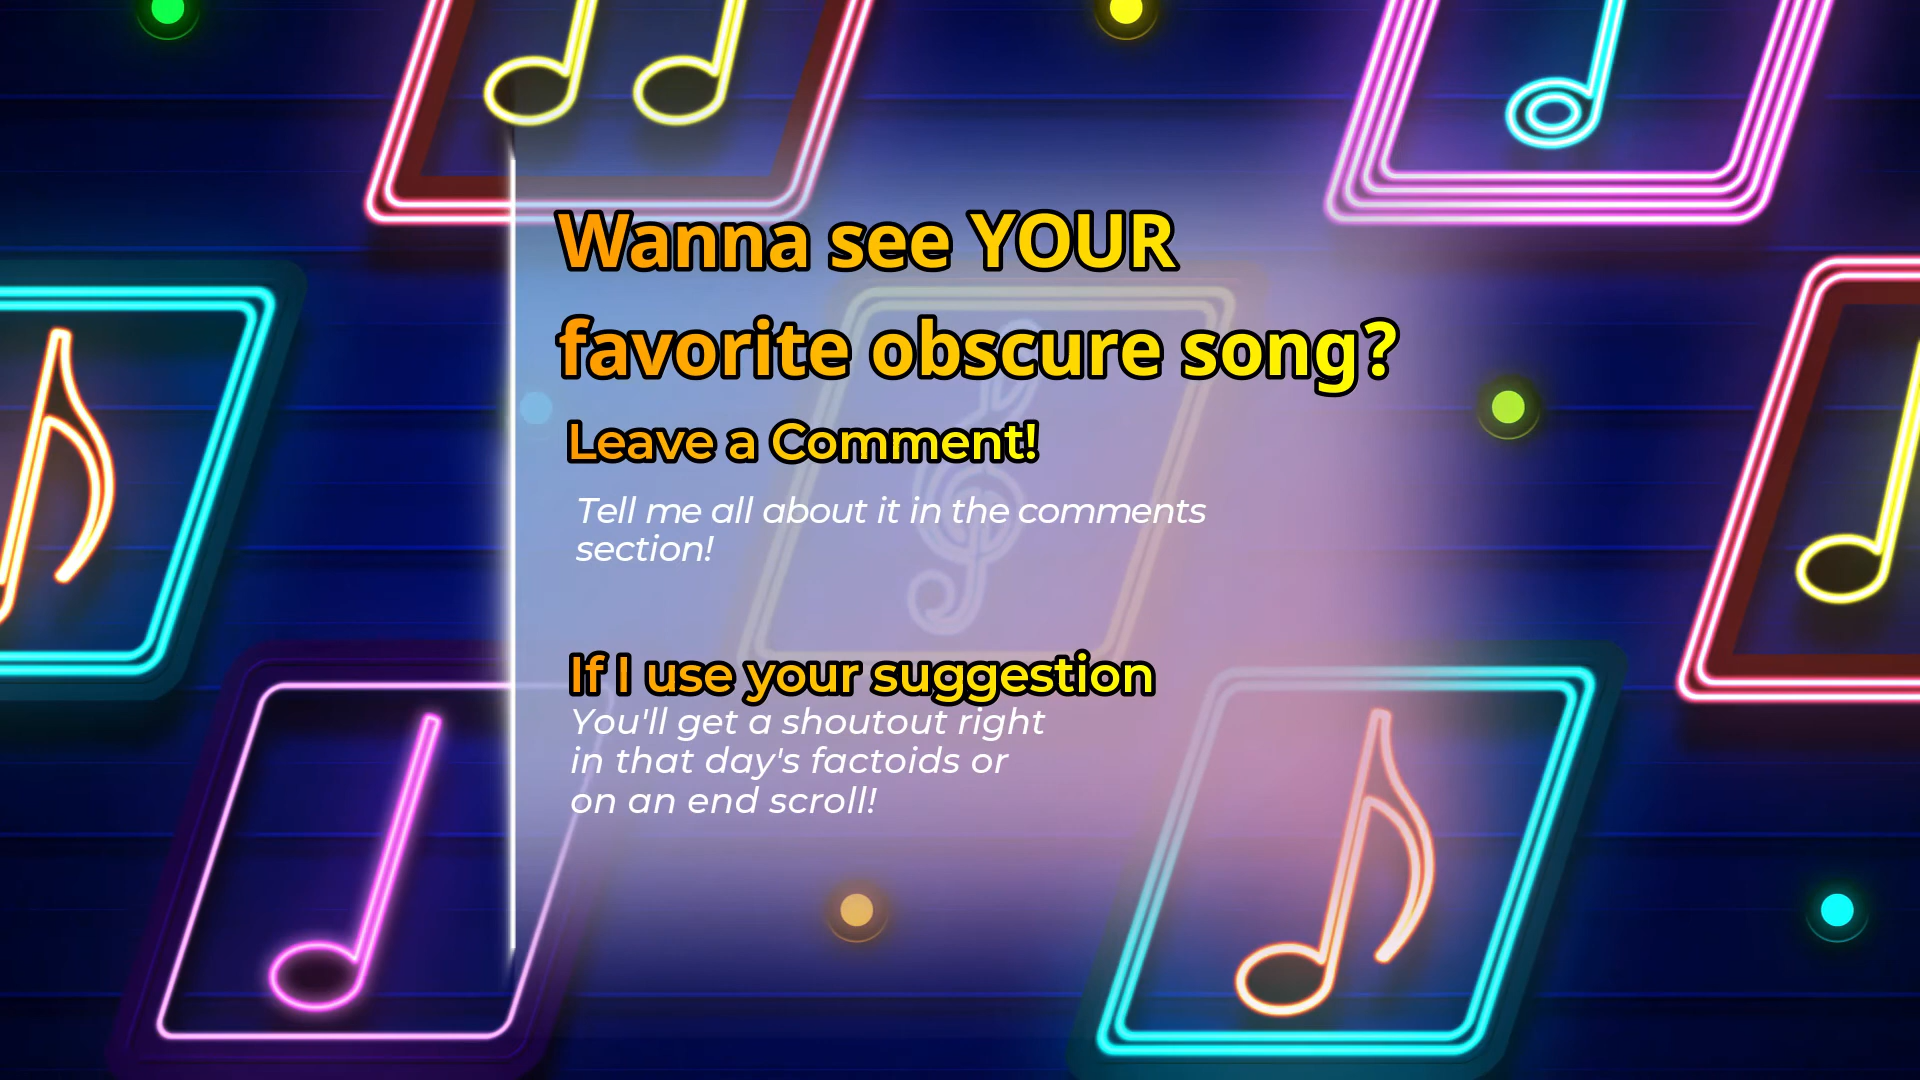 Wanna see YOUR
favorite obscure song?
Leave a Comment!
Tell me all about it in the comments
section!
If I use your suggestion
You'll get a shoutout right
in that day's factoids or
on an end scroll!